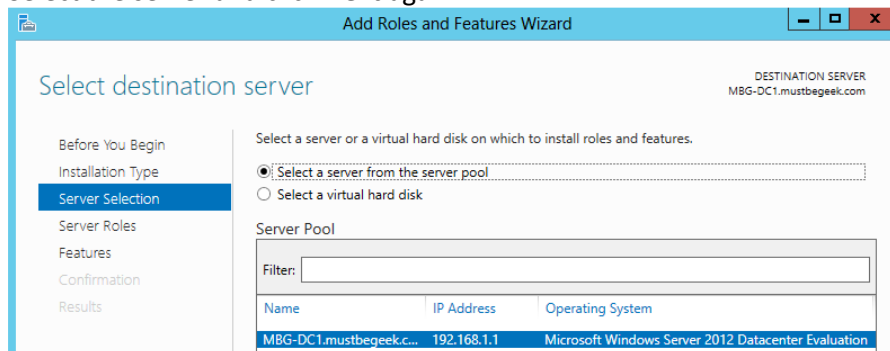 Add Roles and Features Wizard
Select destination server
DESTINATION SERVER
MBG-DC1.mustbegeek.com
Before You Begin
Installation Type
Server Selection
Server Roles
Features
Confirmation
Results
Select a server or a virtual hard disk on which to install roles and features.
Select a server from the server pool
Select a virtual hard disk
Server Pool
Filter:
Name IP Address Operating System
MBG-DC1.mustbegeek.c... 192.168.1.1 Microsoft Windows Server 2012 Datacenter Evaluation